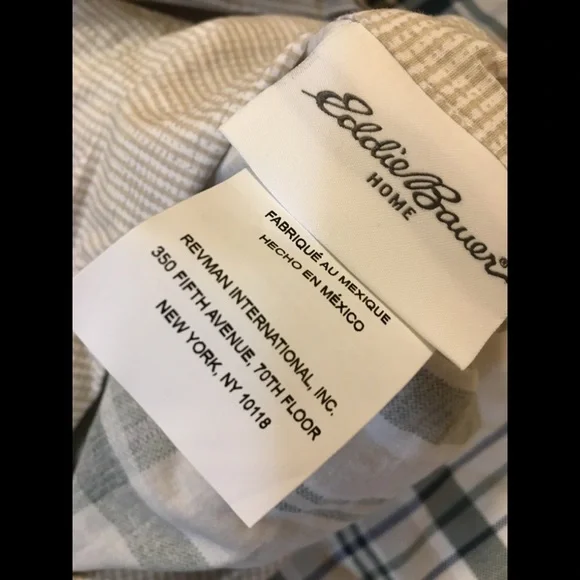 Eddie Bauer®
HOME
FABRIQUÉ AU MEXIQUE
HECHO EN MÉXICO
REVMAN INTERNATIONAL, INC.
350 FIFTH AVENUE, 70TH FLOOR
NEW YORK, NY 10118